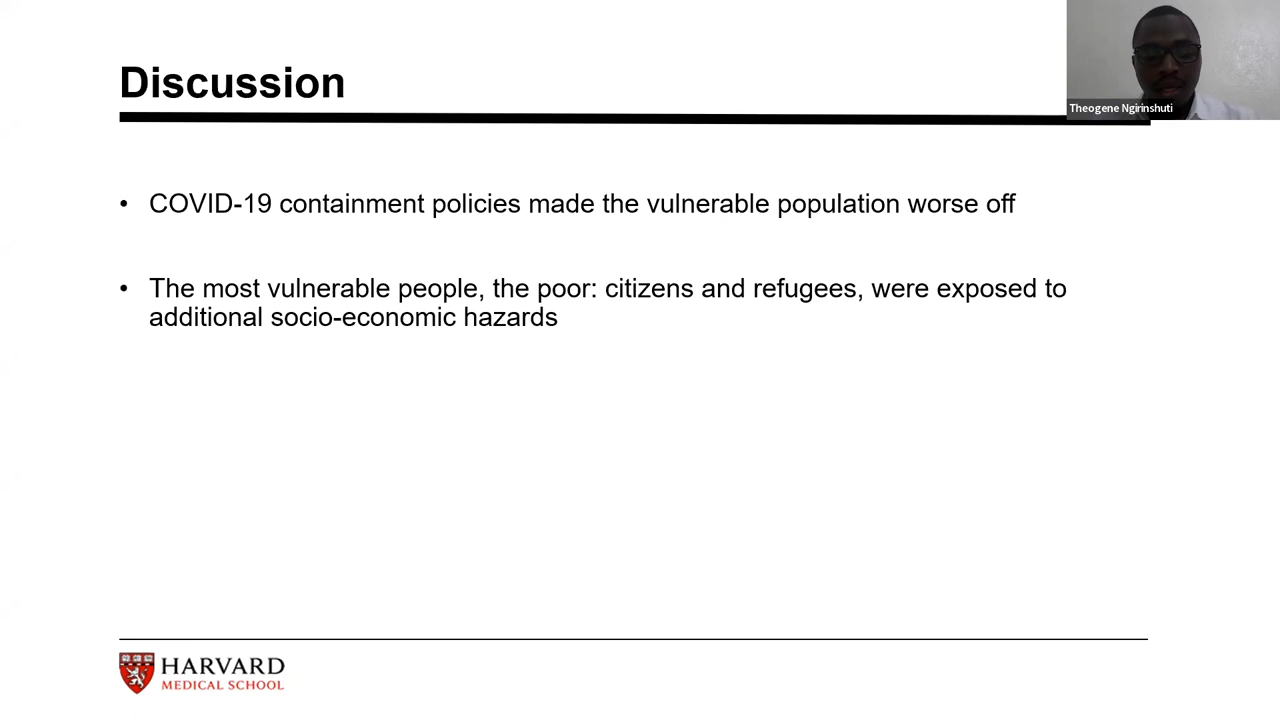 Discussion
Theogene Ngirinshuti
• COVID-19 containment policies made the vulnerable population worse off
• The most vulnerable people, the poor: citizens and refugees, were exposed to
additional socio-economic hazards
HARVARD
MEDICAL SCHOOL